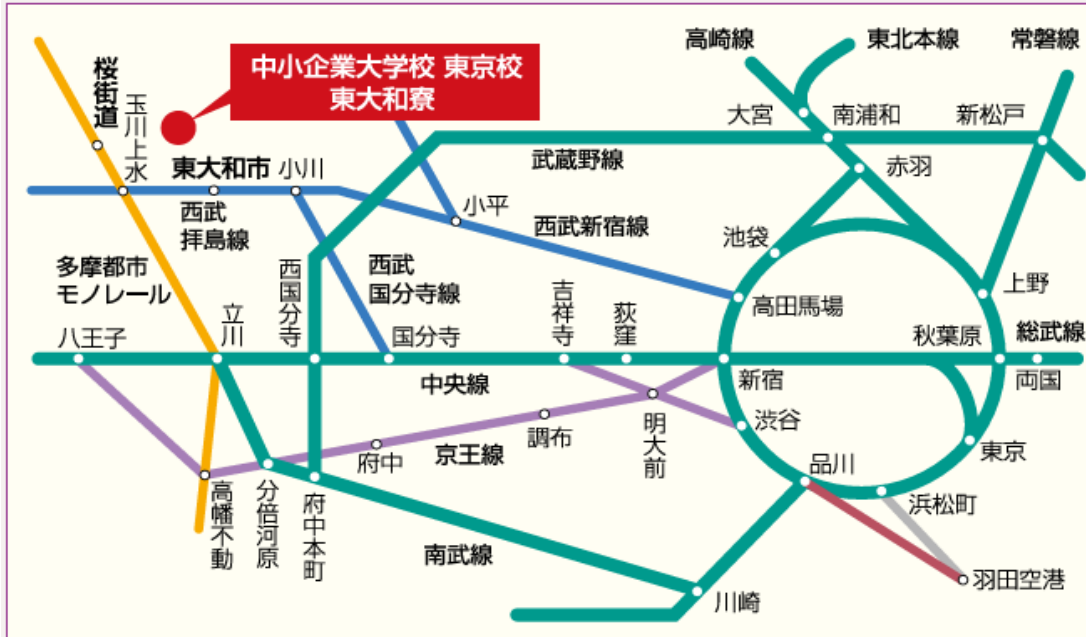 高崎線
東北本線
常磐線
中小企業大学校 東京校
東大和寮
桜街道
玉川上水
大宮
南浦和
新松戸
武蔵野線
赤羽
東大和市
小川
小平
西武
拝島線
西武新宿線
池袋
多摩都市
モノレール
西国分寺
西武
国分寺線
高田馬場
上野
八王子
立川
国分寺
吉祥寺
荻窪
秋葉原
総武線
中央線
新宿
両国
渋谷
調布
明大前
東京
府中
京王線
品川
浜松町
高幡不動
分倍河原
府中本町
南武線
羽田空港
川崎